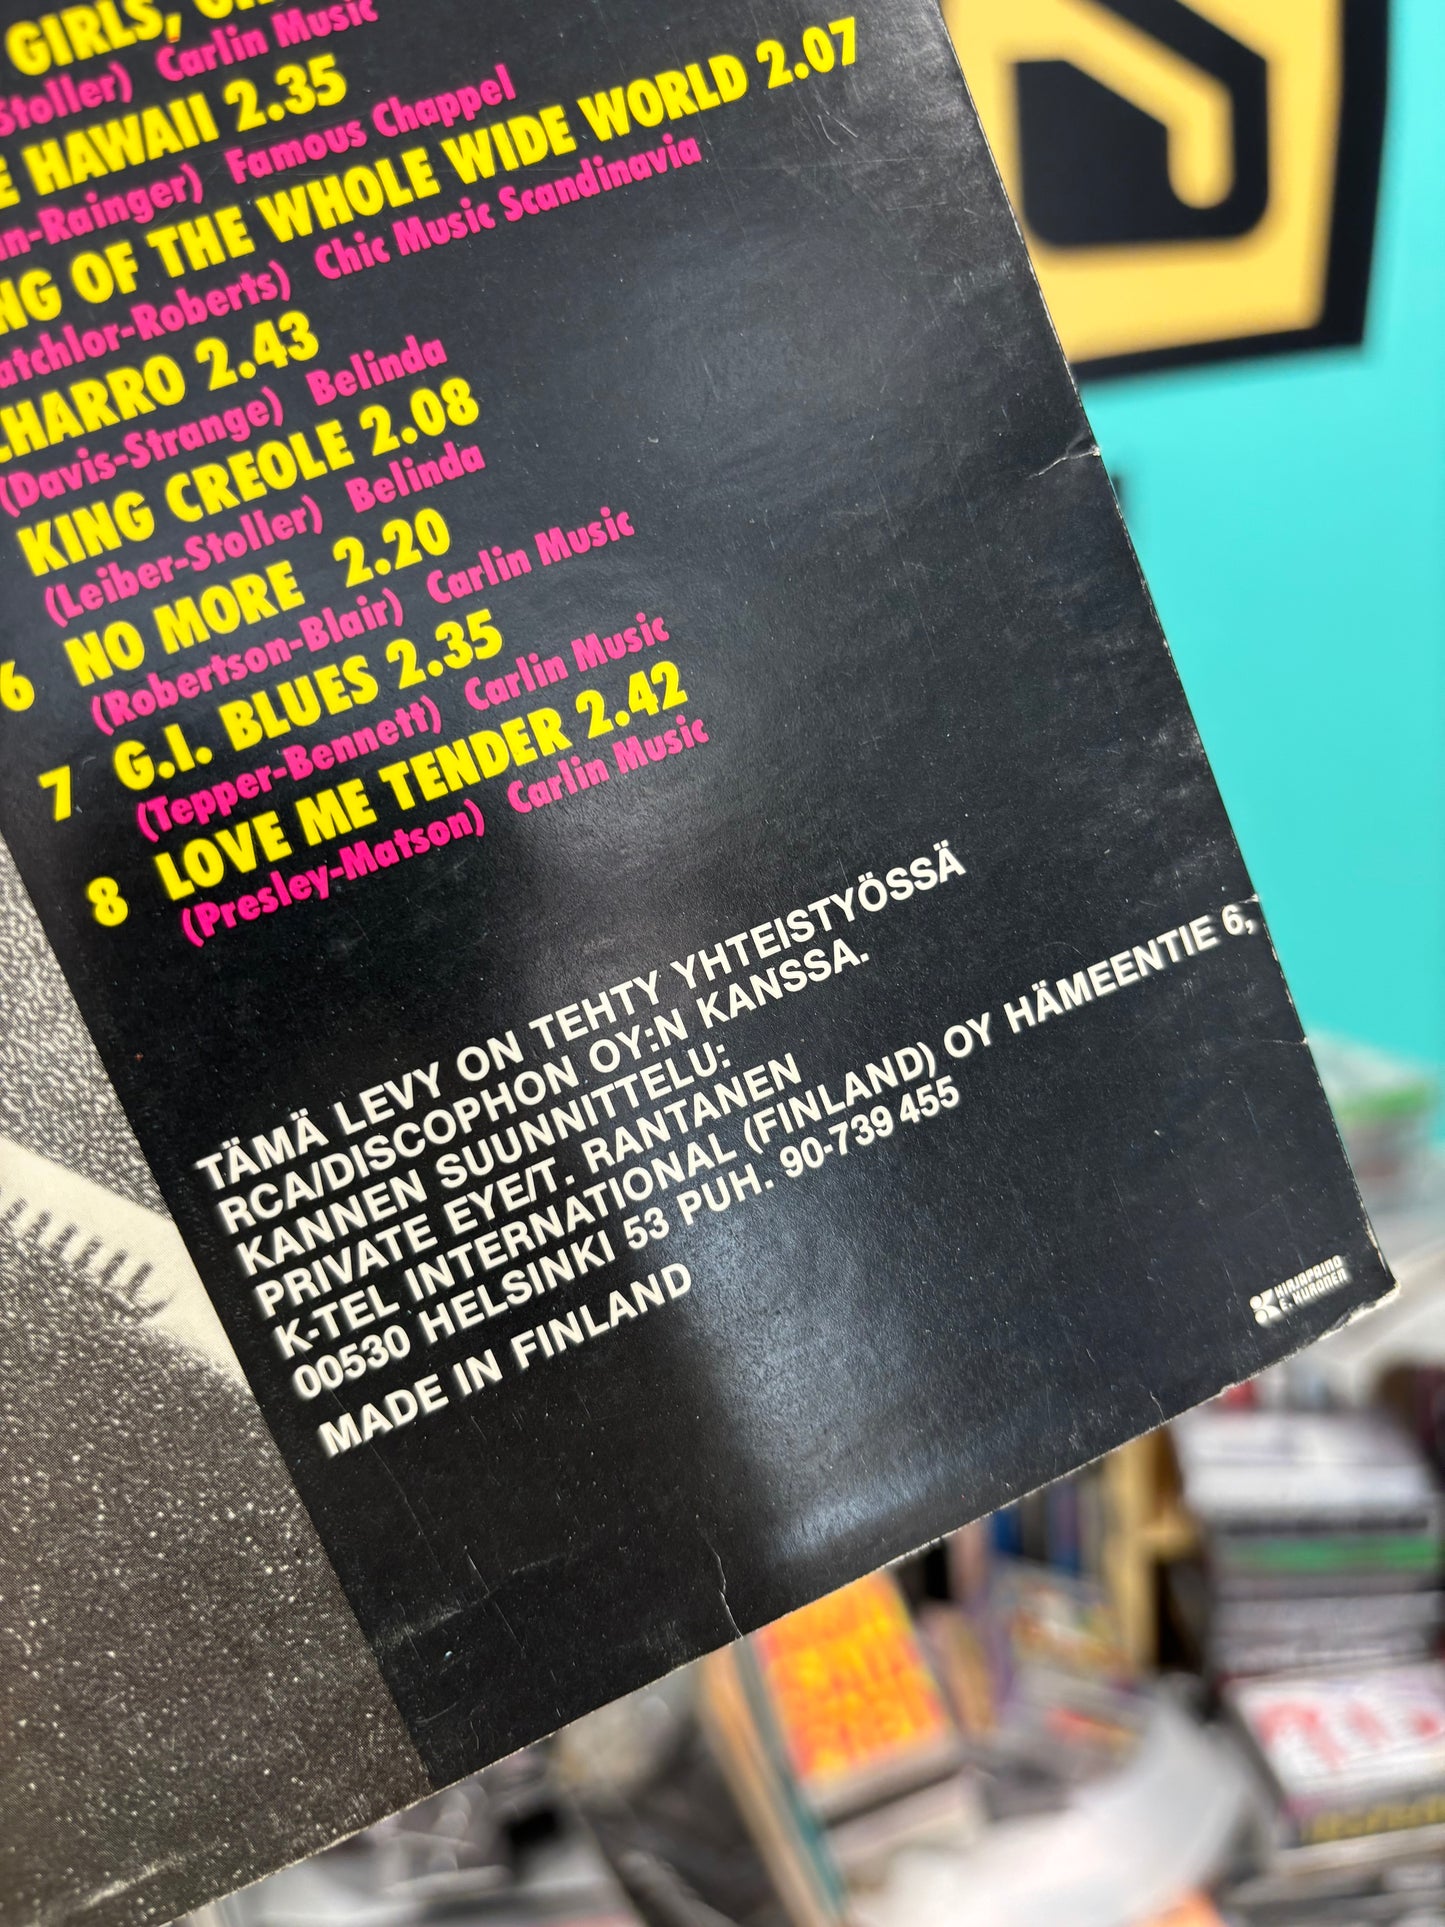 GIRLS,
Stoller) Carlin Music
HAWAII 2.35
-Rainger) Famous Chappel
OF THE WHOLE WIDE WORLD 2.07
-Roberts) Chic Music Scandinavia
CHARRO 2.43
(Davis-Strange) Belinda
KING CREOLE 2.08
(Leiber-Stoller) Belinda
6 NO MORE 2.20
(Robertson-Blair) Carlin Music
7 G.I. BLUES 2.35
(Tepper-Bennett) Carlin Music
8 LOVE ME TENDER 2.42
(Presley-Matson) Carlin Music
TÄMÄ LEVY ON TEHTY YHTEISTYÖSSÄ
RCA/DISCOPHON OY:N KANSSA.
KANNEN SUUNNITTELU:
PRIVATE EYE/T. RANTANEN
K-TEL INTERNATIONAL (FINLAND) OY HÄMEENTIE 6,
00530 HELSINKI 53 PUH. 90-739 455
MADE IN FINLAND
KIRJAPAINO
E. KURONEN